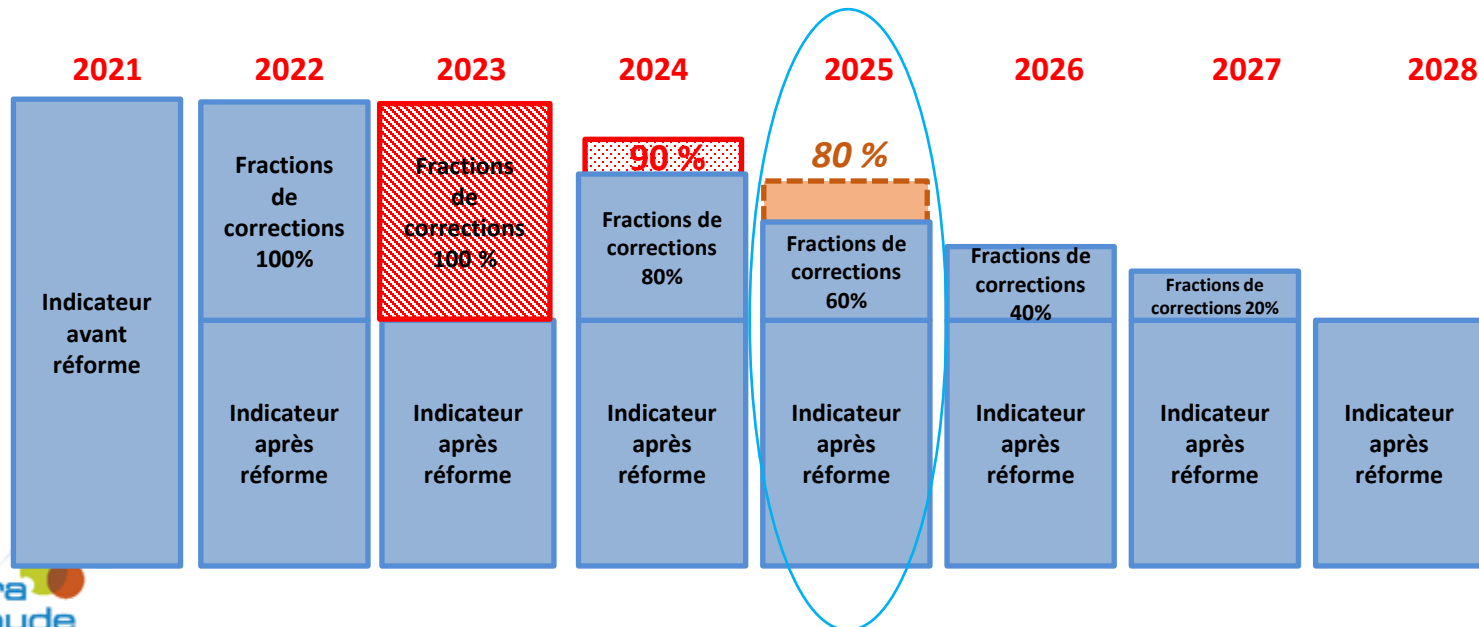 2021
2022
2023
2024
2025
2026
2027
2028
Indicateur
avant
réforme
Fractions
de
corrections
100%
Indicateur
après
réforme
Fractions
de
corrections
100 %
Indicateur
après
réforme
90 %
Fractions de
corrections
80%
Indicateur
après
réforme
80 %
Fractions de
corrections
60%
Indicateur
après
réforme
Fractions de
corrections
40%
Indicateur
après
réforme
Fractions de
corrections 20%
Indicateur
après
réforme
Indicateur
après
réforme